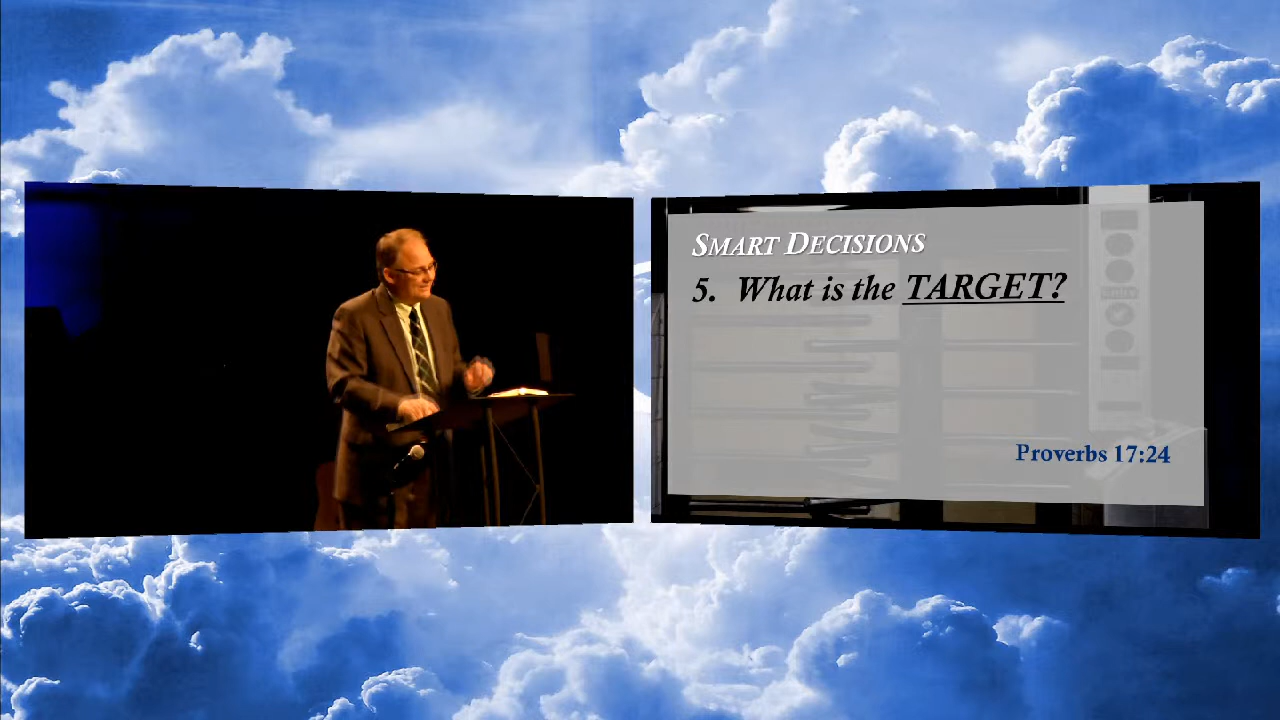 SMART DECISIONS
5. What is the TARGET?
Proverbs 17:24